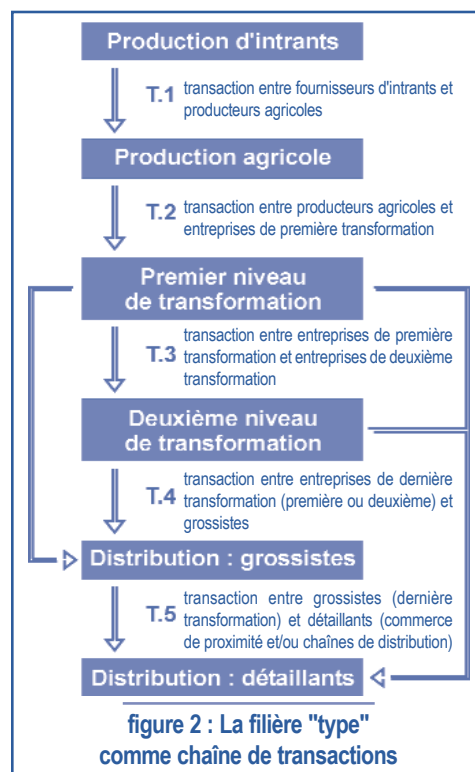 Production d'intrants
T.1
transaction entre fournisseurs d'intrants et
producteurs agricoles
Production agricole
T.2
transaction entre producteurs agricoles et
entreprises de première transformation
Premier niveau
de transformation
T.3
transaction entre entreprises de première
transformation et entreprises de deuxième
transformation
Deuxième niveau
de transformation
T.4
transaction entre entreprises de dernière
transformation (première ou deuxième) et
grossistes
Distribution : grossistes
T.5
transaction entre grossistes (dernière
transformation) et détaillants (commerce
de proximité et/ou chaînes de distribution)
Distribution : détaillants
figure 2 : La filière "type"
comme chaîne de transactions